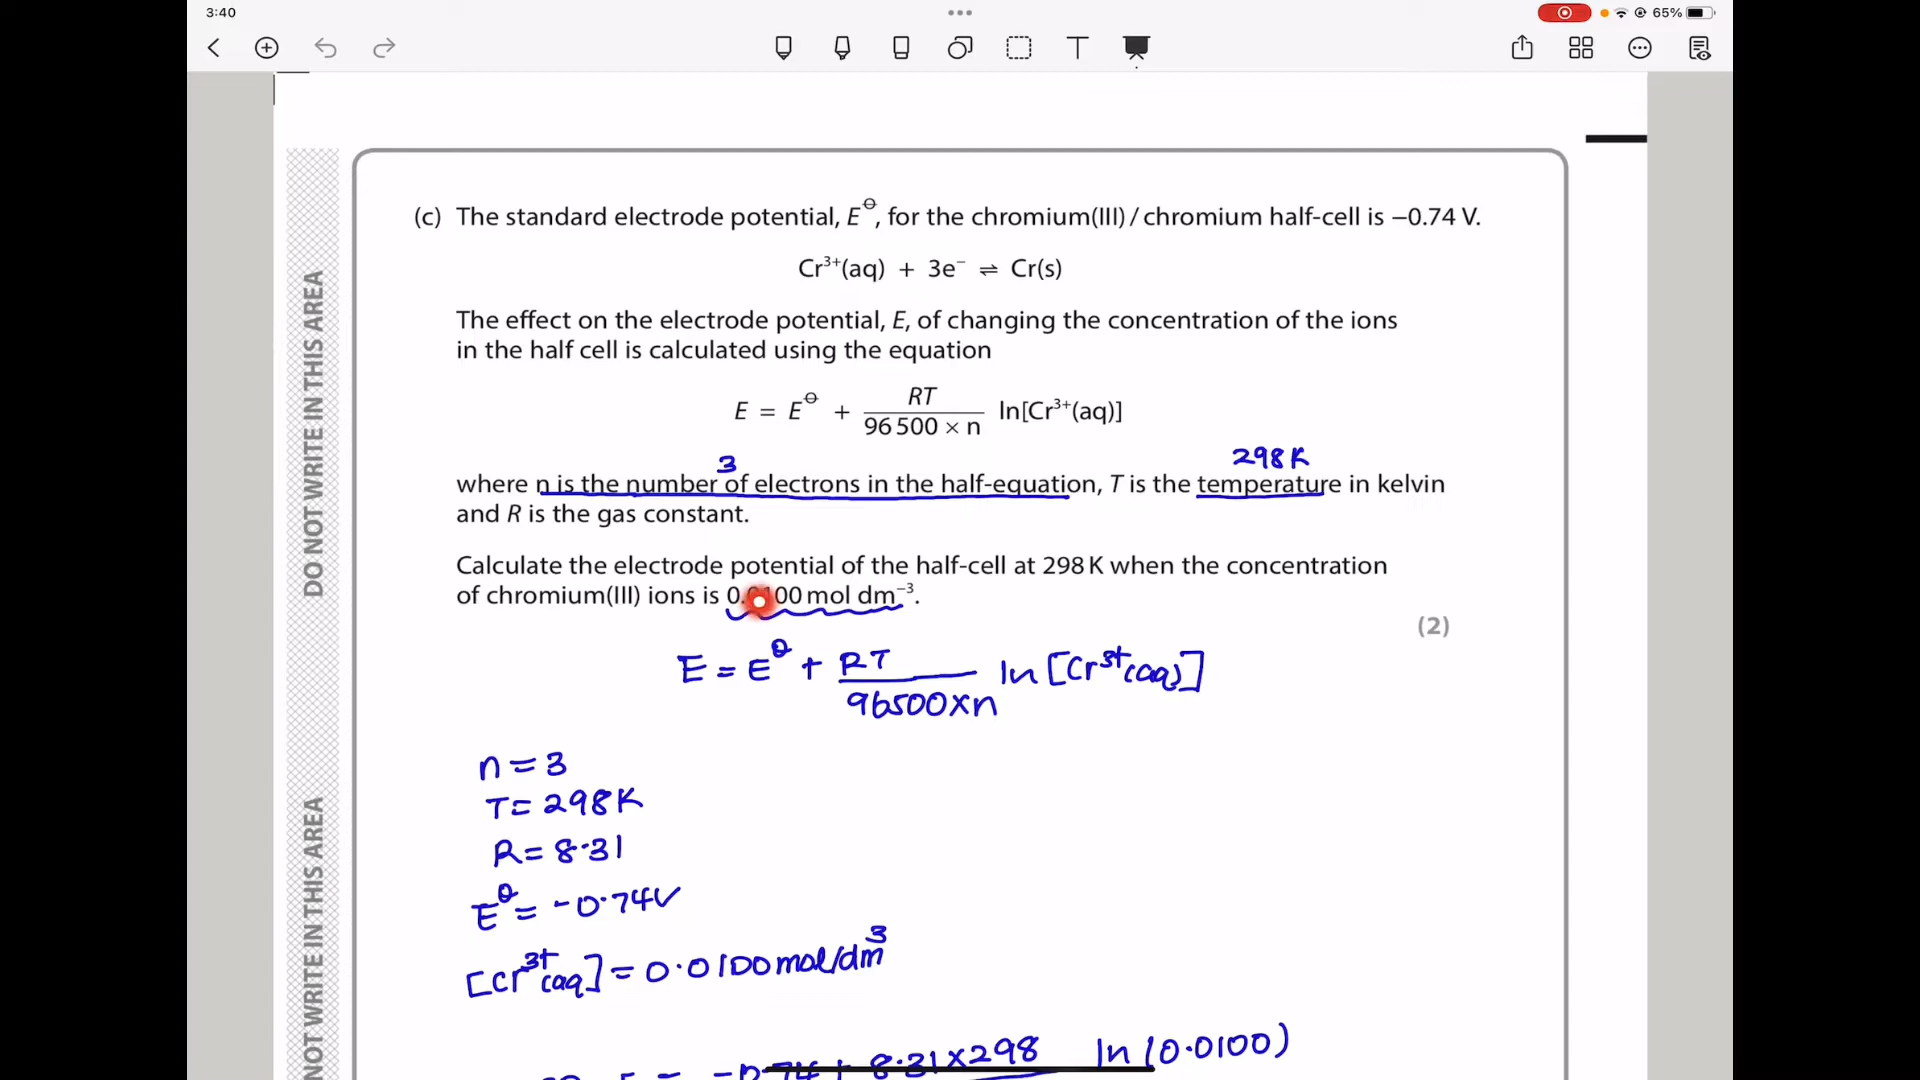 3:40
65%
T
DO NOT WRITE IN THIS AREA
(c) The standard electrode potential, E⦵, for the chromium(III) / chromium half-cell is −0.74 V.
Cr³⁺(aq) + 3e⁻ ⇌ Cr(s)
The effect on the electrode potential, E, of changing the concentration of the ions
in the half cell is calculated using the equation
E = E⦵ + RT / 96 500 × n ln[Cr³⁺(aq)]
3 298K
where n is the number of electrons in the half-equation, T is the temperature in kelvin
and R is the gas constant.
Calculate the electrode potential of the half-cell at 298 K when the concentration
of chromium(III) ions is 0.0100 mol dm⁻³.
(2)
E = E⦵ + RT / 96500×n ln [Cr³⁺(aq)]
n = 3
T = 298K
R = 8.31
E⦵ = -0.74V
[Cr³⁺(aq)] = 0.0100 mol/dm³
NOT WRITE IN THIS AREA
= -0.74 + 8.31×298 ln (0.0100)